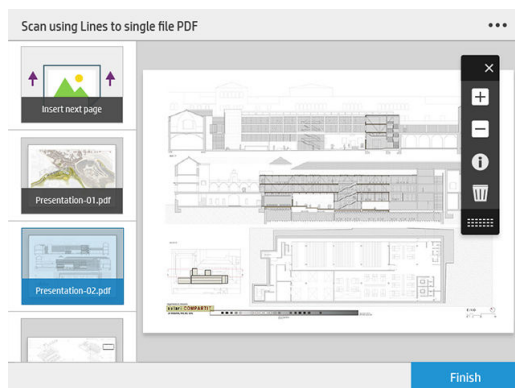 Scan using Lines to single file PDF
Insert next page
Presentation-01.pdf
Presentation-02.pdf
Finish